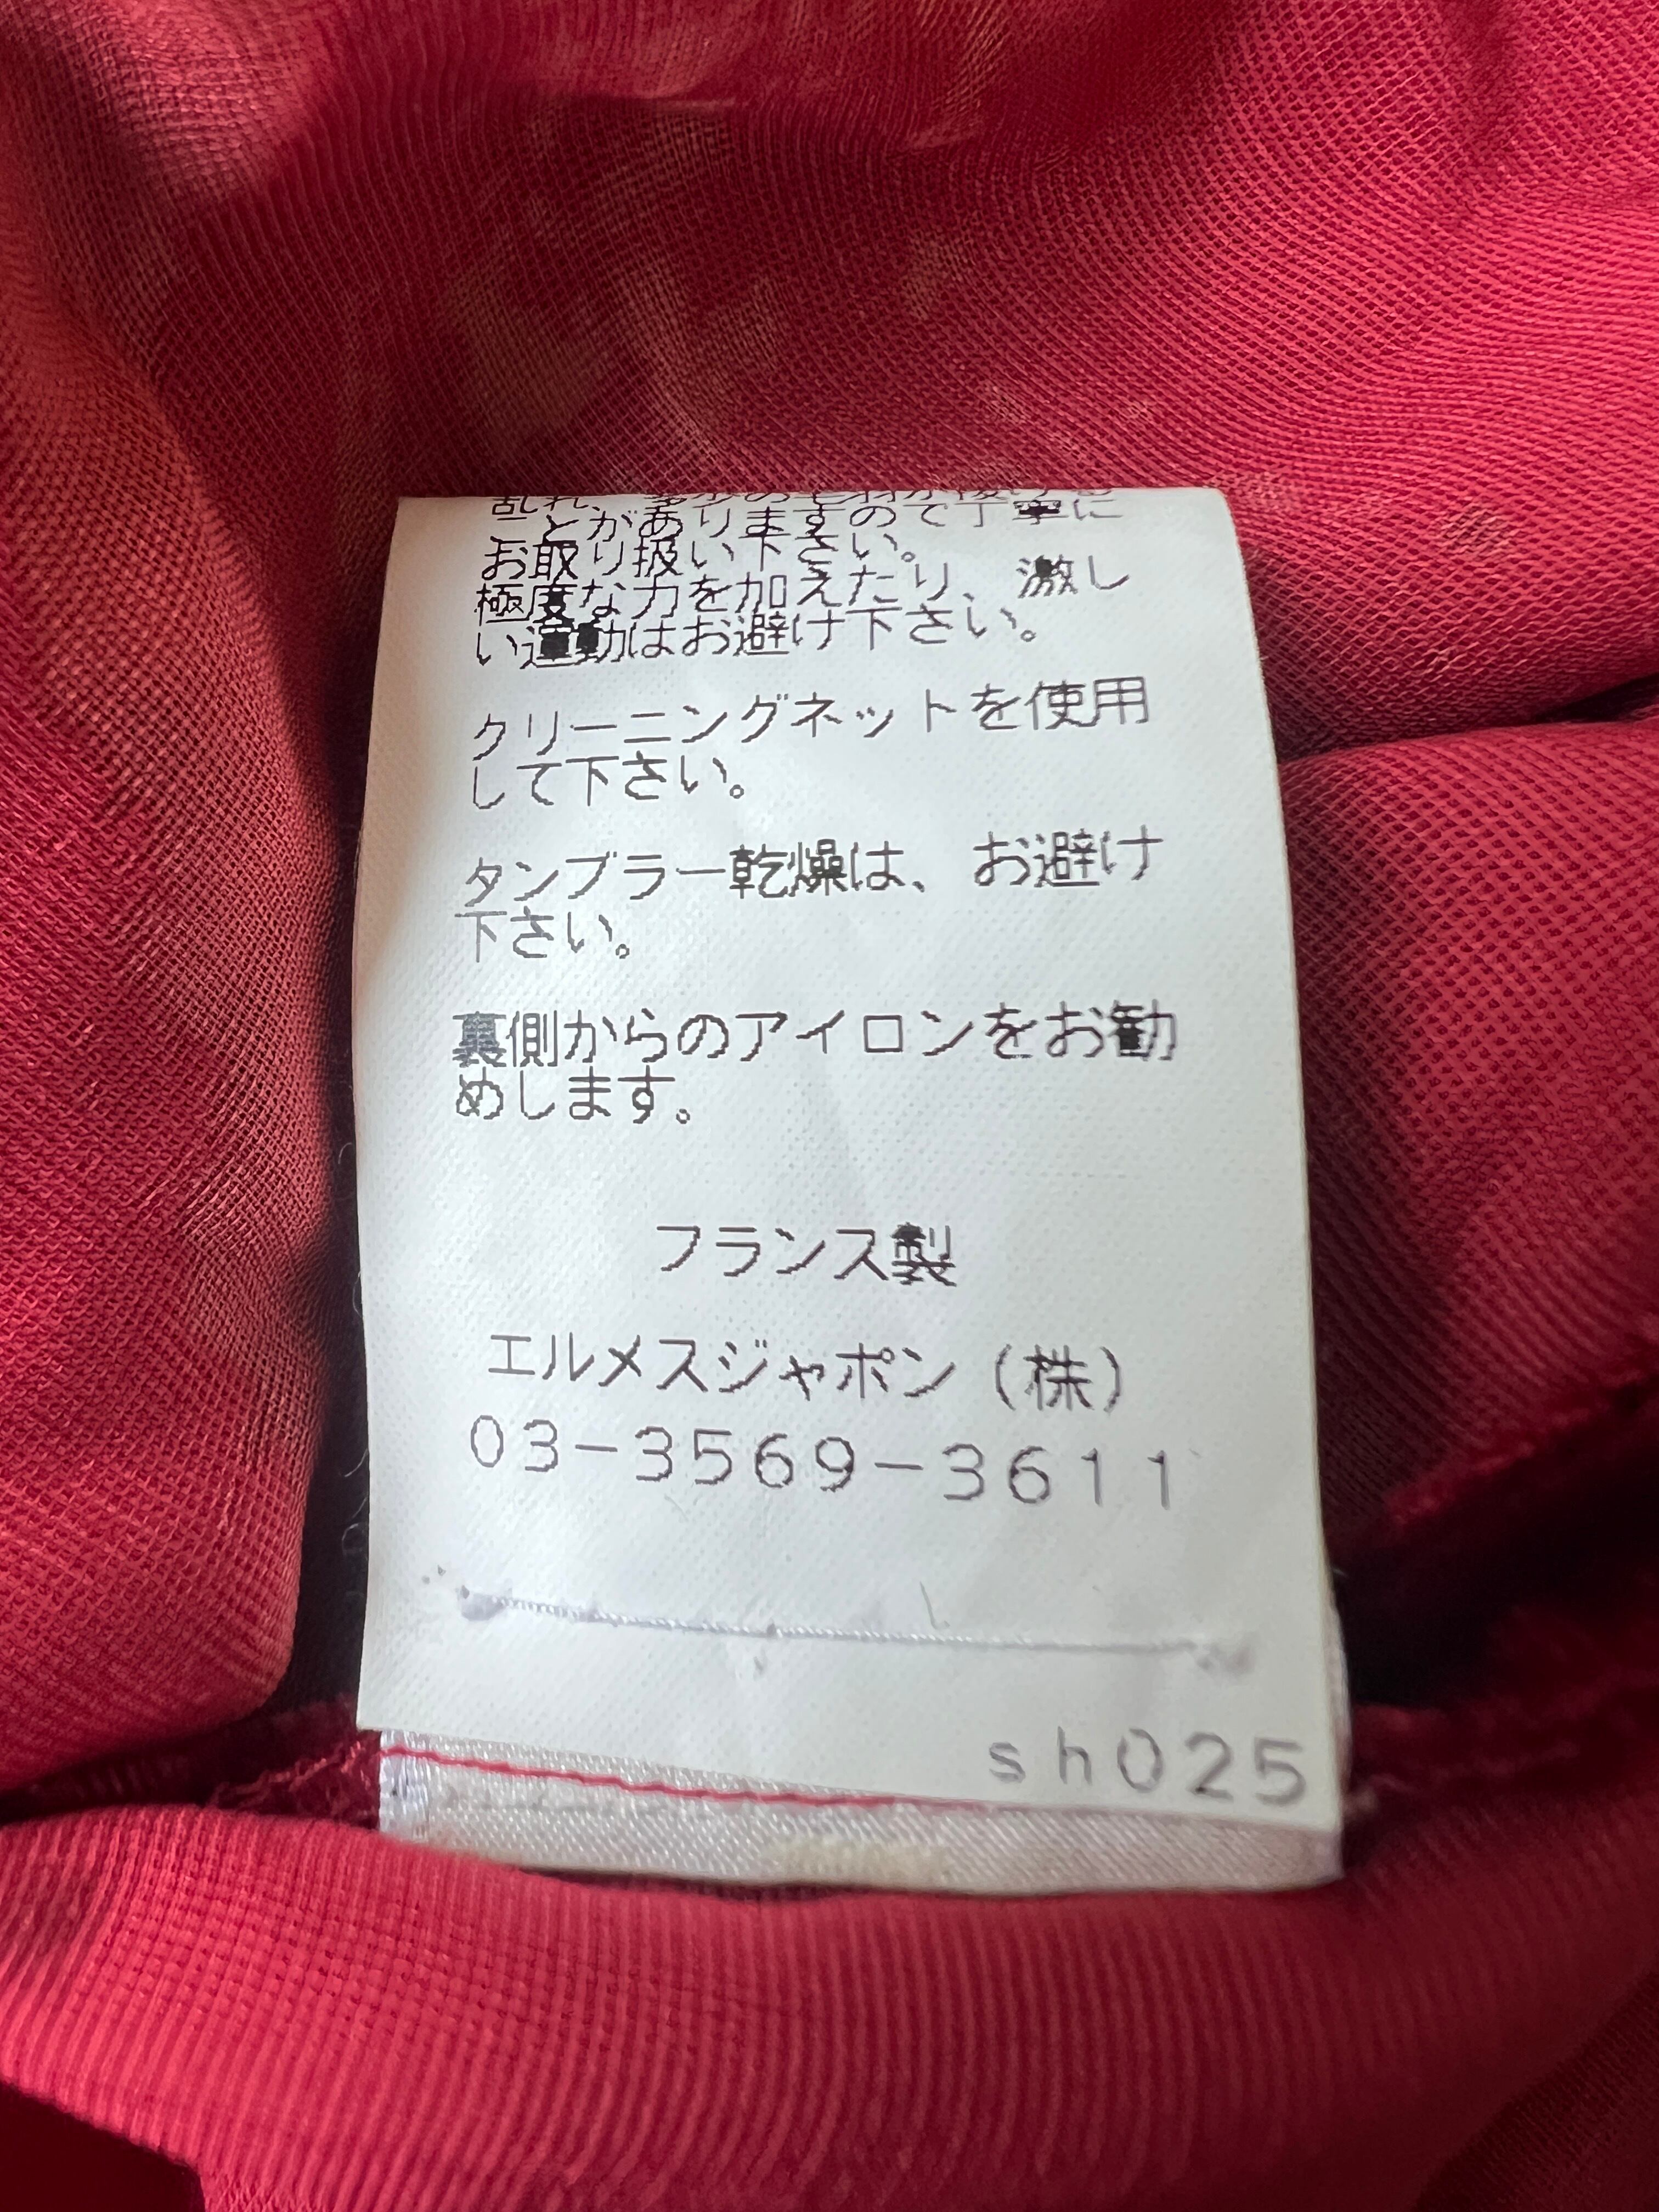 ことがありますので丁寧に
お取り扱い下さい。
極度な力を加えたり、激し
い運動はお避け下さい。
クリーニングネットを使用
して下さい。
タンブラー乾燥は、お避け
下さい。
裏側からのアイロンをお勧
めします。
フランス製
エルメスジャポン(株)
03-3569-3611
sh025